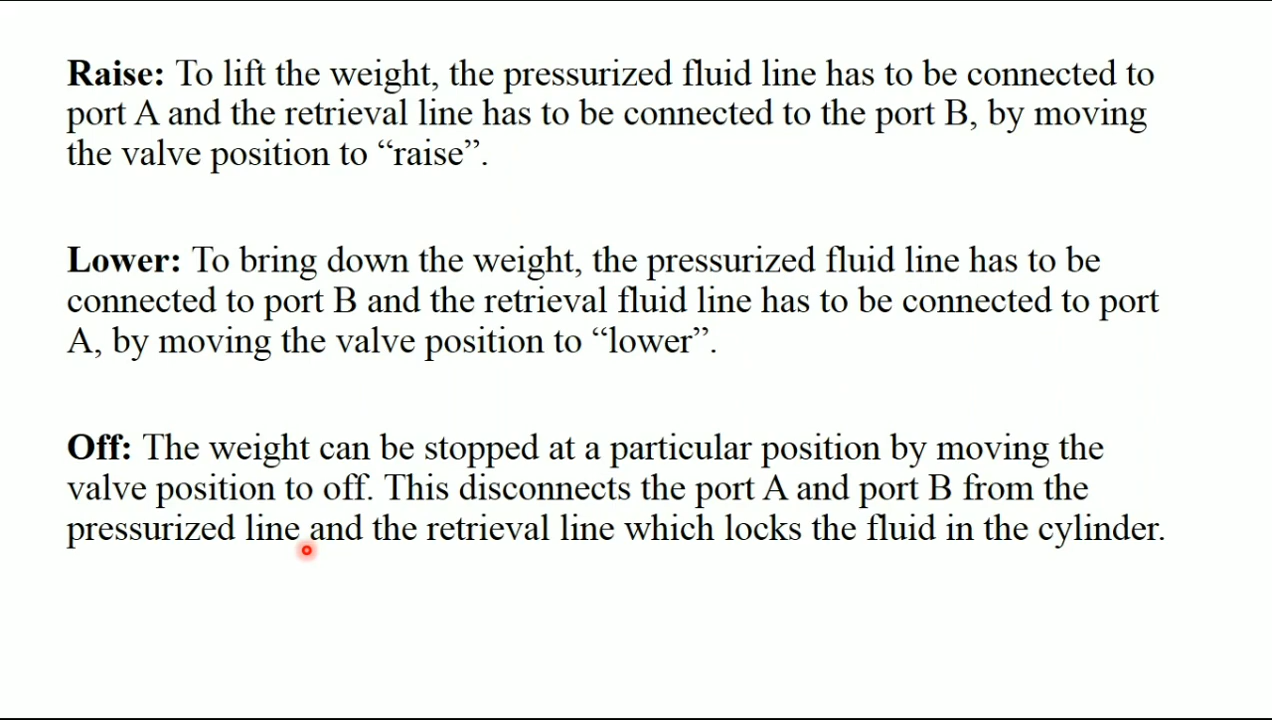 Raise: To lift the weight, the pressurized fluid line has to be connected to
port A and the retrieval line has to be connected to the port B, by moving
the valve position to “raise”.
Lower: To bring down the weight, the pressurized fluid line has to be
connected to port B and the retrieval fluid line has to be connected to port
A, by moving the valve position to “lower”.
Off: The weight can be stopped at a particular position by moving the
valve position to off. This disconnects the port A and port B from the
pressurized line and the retrieval line which locks the fluid in the cylinder.